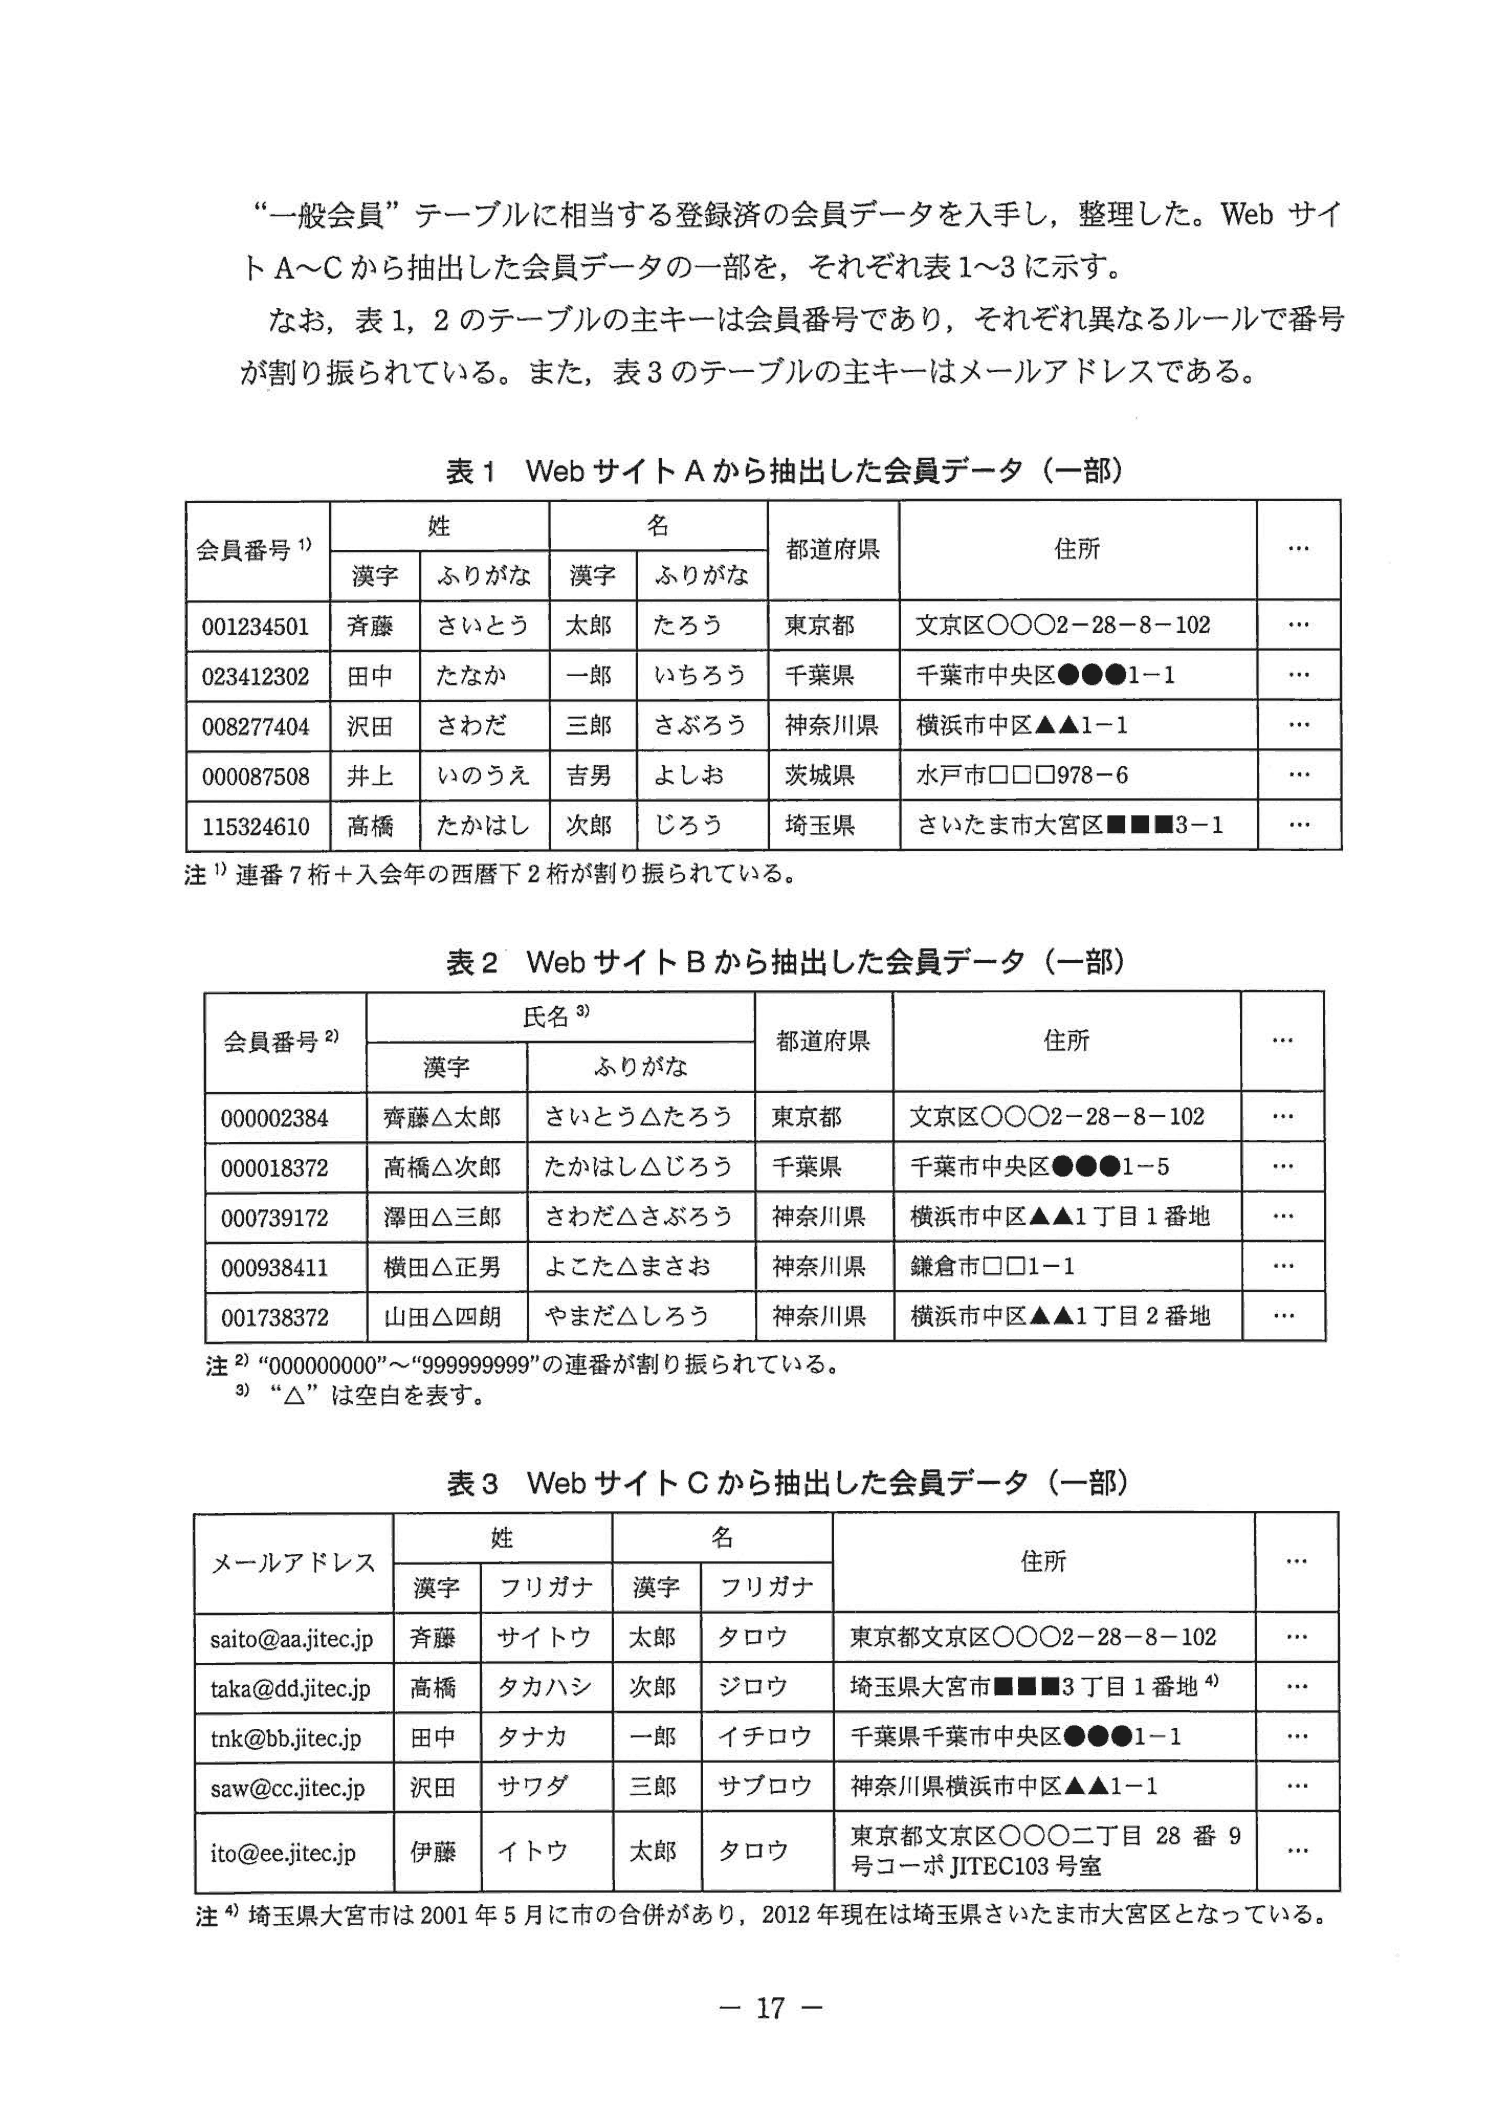 “一般会員” テーブルに相当する登録済の会員データを入手し，整理した。Web サイ
ト A～C から抽出した会員データの一部を，それぞれ表 1～3 に示す。
なお，表 1，2 のテーブルの主キーは会員番号であり，それぞれ異なるルールで番号
が割り振られている。また，表 3 のテーブルの主キーはメールアドレスである。
表 1　Web サイト A から抽出した会員データ（一部）
会員番号 1) 姓 名 都道府県 住所 …
漢字 ふりがな 漢字 ふりがな
001234501 斉藤 さいとう 太郎 たろう 東京都 文京区○○○2－28－8－102 …
023412302 田中 たなか 一郎 いちろう 千葉県 千葉市中央区●●●1－1 …
008277404 沢田 さわだ 三郎 さぶろう 神奈川県 横浜市中区▲▲1－1 …
000087508 井上 いのうえ 吉男 よしお 茨城県 水戸市□□□978－6 …
115324610 高橋 たかはし 次郎 じろう 埼玉県 さいたま市大宮区■■■3－1 …
注 1) 連番 7 桁＋入会年の西暦下 2 桁が割り振られている。
表 2　Web サイト B から抽出した会員データ（一部）
会員番号 2) 氏名 3) 都道府県 住所 …
漢字 ふりがな
000002384 齊藤△太郎 さいとう△たろう 東京都 文京区○○○2－28－8－102 …
000018372 高橋△次郎 たかはし△じろう 千葉県 千葉市中央区●●●1－5 …
000739172 澤田△三郎 さわだ△さぶろう 神奈川県 横浜市中区▲▲1 丁目 1 番地 …
000938411 横田△正男 よこた△まさお 神奈川県 鎌倉市□□1－1 …
001738372 山田△四朗 やまだ△しろう 神奈川県 横浜市中区▲▲1 丁目 2 番地 …
注 2) “000000000”～“999999999”の連番が割り振られている。
3) “△” は空白を表す。
表 3　Web サイト C から抽出した会員データ（一部）
メールアドレス 姓 名 住所 …
漢字 フリガナ 漢字 フリガナ
saito@aa.jitec.jp 斉藤 サイトウ 太郎 タロウ 東京都文京区○○○2－28－8－102 …
taka@dd.jitec.jp 高橋 タカハシ 次郎 ジロウ 埼玉県大宮市■■■3 丁目 1 番地 4) …
tnk@bb.jitec.jp 田中 タナカ 一郎 イチロウ 千葉県千葉市中央区●●●1－1 …
saw@cc.jitec.jp 沢田 サワダ 三郎 サブロウ 神奈川県横浜市中区▲▲1－1 …
ito@ee.jitec.jp 伊藤 イトウ 太郎 タロウ 東京都文京区○○○二丁目 28 番 9
号コーポ JITEC103 号室 …
注 4) 埼玉県大宮市は 2001 年 5 月に市の合併があり，2012 年現在は埼玉県さいたま市大宮区となっている。
－ 17 －